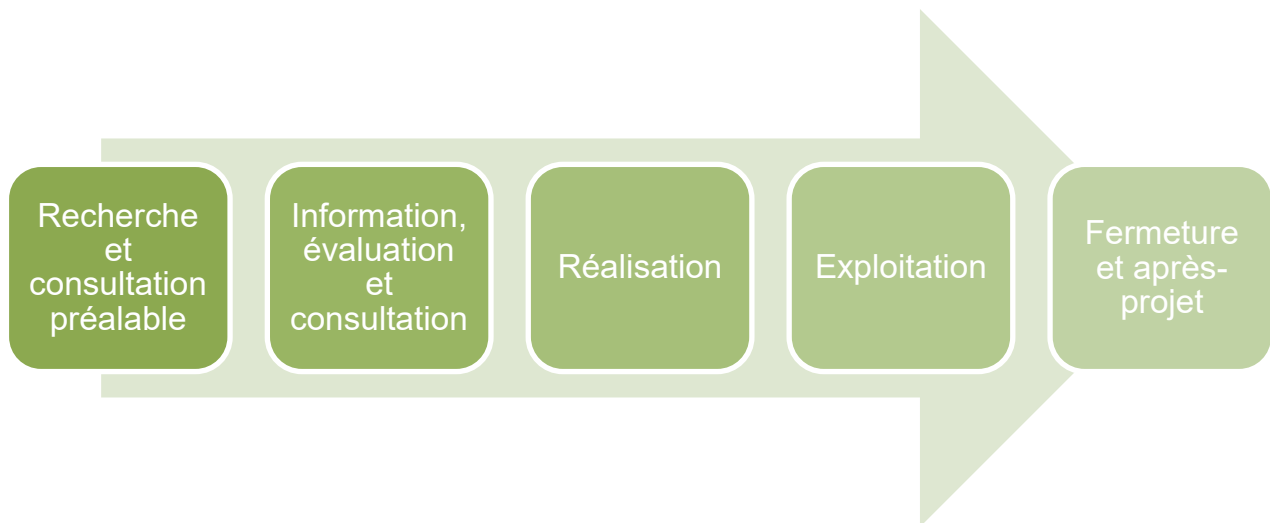 Recherche
et
consultation
préalable
Information,
évaluation
et
consultation
Réalisation
Exploitation
Fermeture
et après-
projet